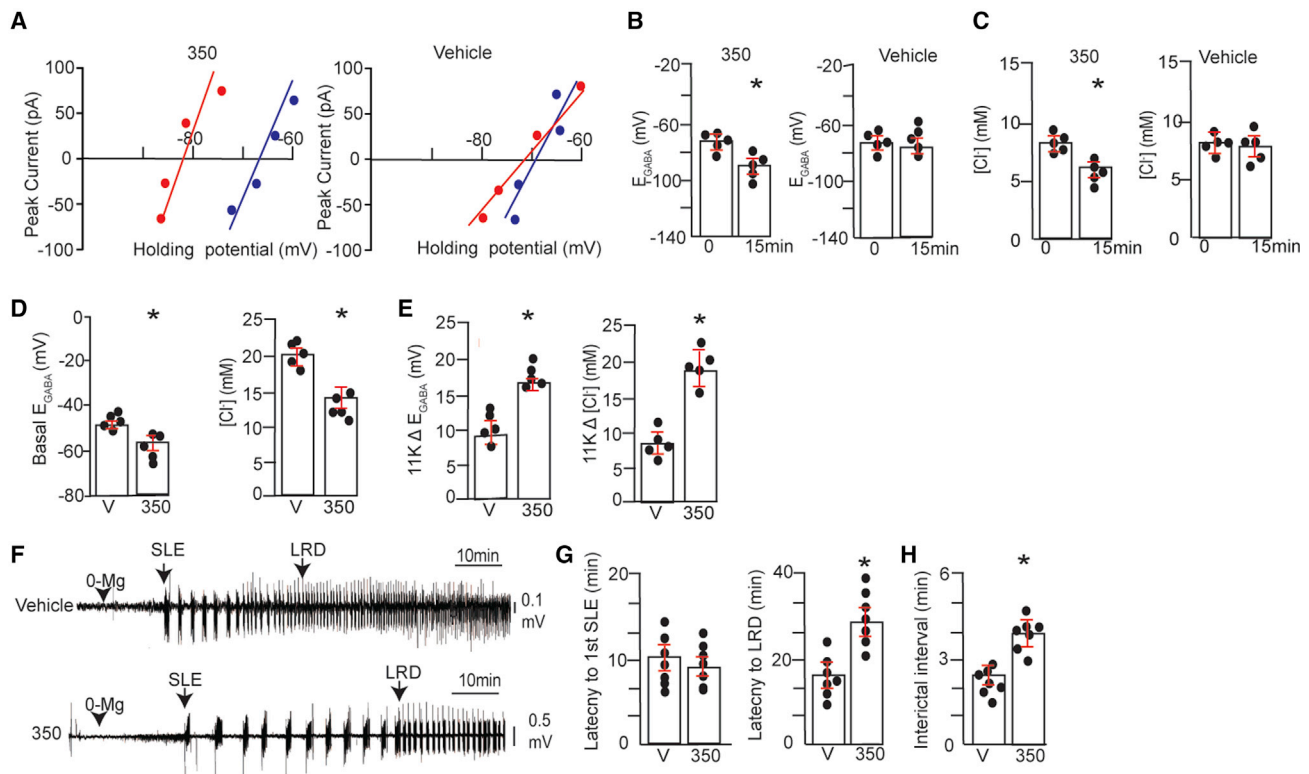 A
350
Peak Current (pA)
100
50
0
-50
-100
-80
-60
Holding potential (mV)
Vehicle
Peak Current (pA)
100
50
0
-50
-100
-80
-60
Holding potential (mV)
B
350
*
E GABA (mV)
-20
-60
-100
-140
0 15min
Vehicle
E GABA (mV)
-20
-60
-100
-140
0 15min
C
350
*
[Cl-] (mM)
15
10
5
0
0 15min
Vehicle
[Cl-] (mM)
15
10
5
0
0 15min
D
*
Basal E GABA (mV)
0
-20
-40
-60
-80
V 350
*
[Cl-] (mM)
25
20
15
10
5
0
V 350
E
*
11K Δ E GABA (mV)
25
20
15
10
5
0
V 350
*
11K Δ [Cl-] (mM)
25
20
15
10
5
0
V 350
F
SLE
LRD
10min
0-Mg
Vehicle
0.1
mV
SLE
LRD
10min
0-Mg
350
0.5
mV
G
Latecny to 1st SLE (min)
20
10
0
V 350
*
Latecny to LRD (min)
40
20
0
V 350
H
*
Interictal interval (min)
6
3
0
V 350